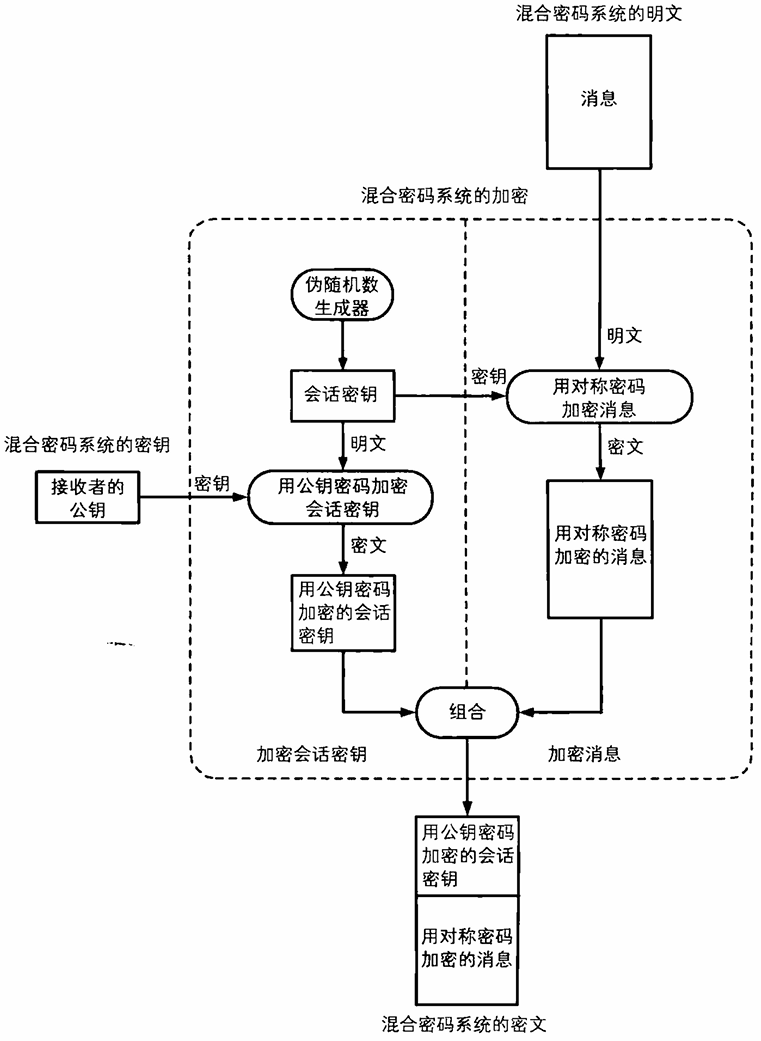 混合密码系统的明文
消息
混合密码系统的加密
伪随机数
生成器
明文
会话密钥
密钥
用对称密码
加密消息
混合密码系统的密钥
明文
密文
接收者的
公钥
密钥
用公钥密码加密
会话密钥
用对称密码
加密的消息
密文
用公钥密码
加密的会话
密钥
组合
加密会话密钥
加密消息
用公钥密码
加密的会话
密钥
用对称密码
加密的消息
混合密码系统的密文